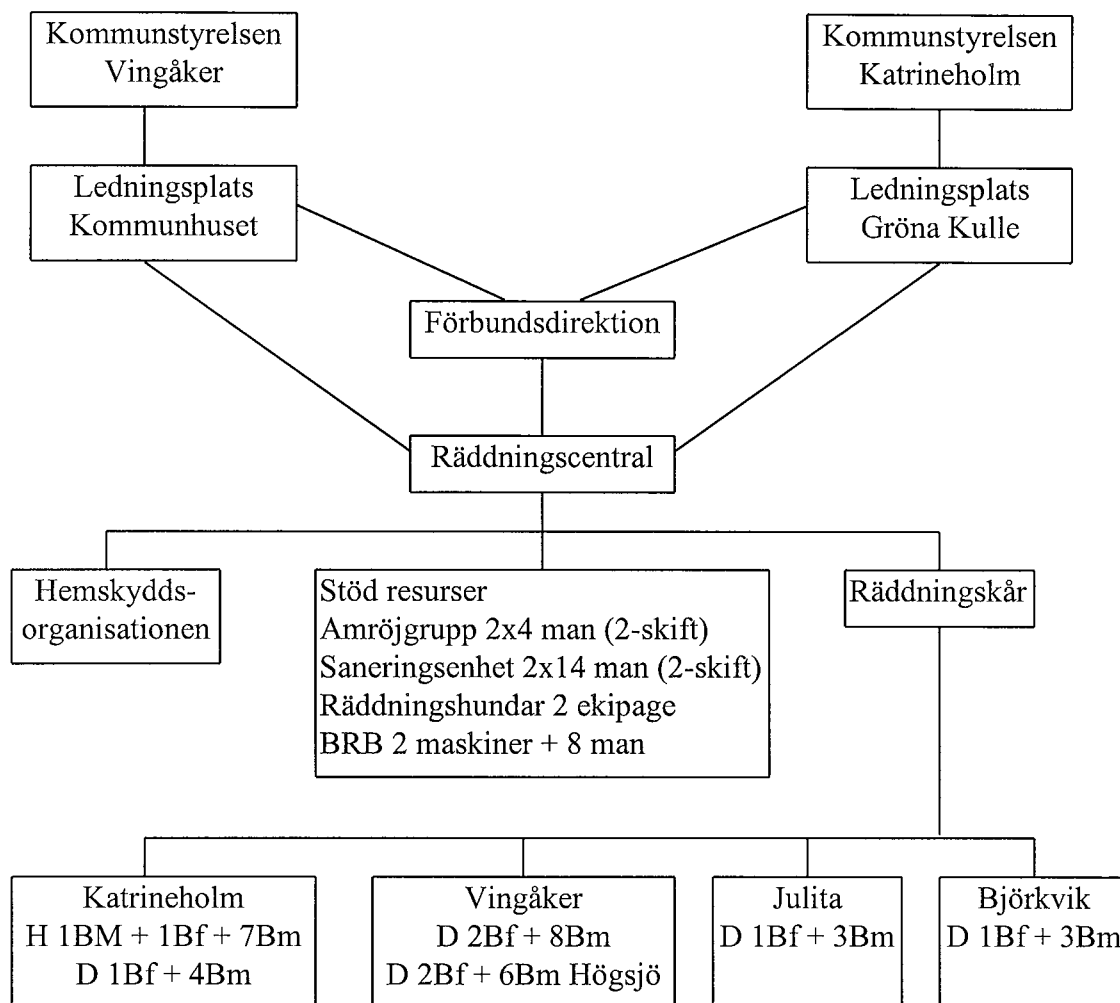 Kommunstyrelsen
Vingåker
Kommunstyrelsen
Katrineholm
Ledningsplats
Kommunhuset
Ledningsplats
Gröna Kulle
Förbundsdirektion
Räddningscentral
Hemskydds-
organisationen
Stöd resurser
Amröjgrupp 2x4 man (2-skift)
Saneringsenhet 2x14 man (2-skift)
Räddningshundar 2 ekipage
BRB 2 maskiner + 8 man
Räddningskår
Katrineholm
H 1BM + 1Bf + 7Bm
D 1Bf + 4Bm
Vingåker
D 2Bf + 8Bm
D 2Bf + 6Bm Högsjö
Julita
D 1Bf + 3Bm
Björkvik
D 1Bf + 3Bm